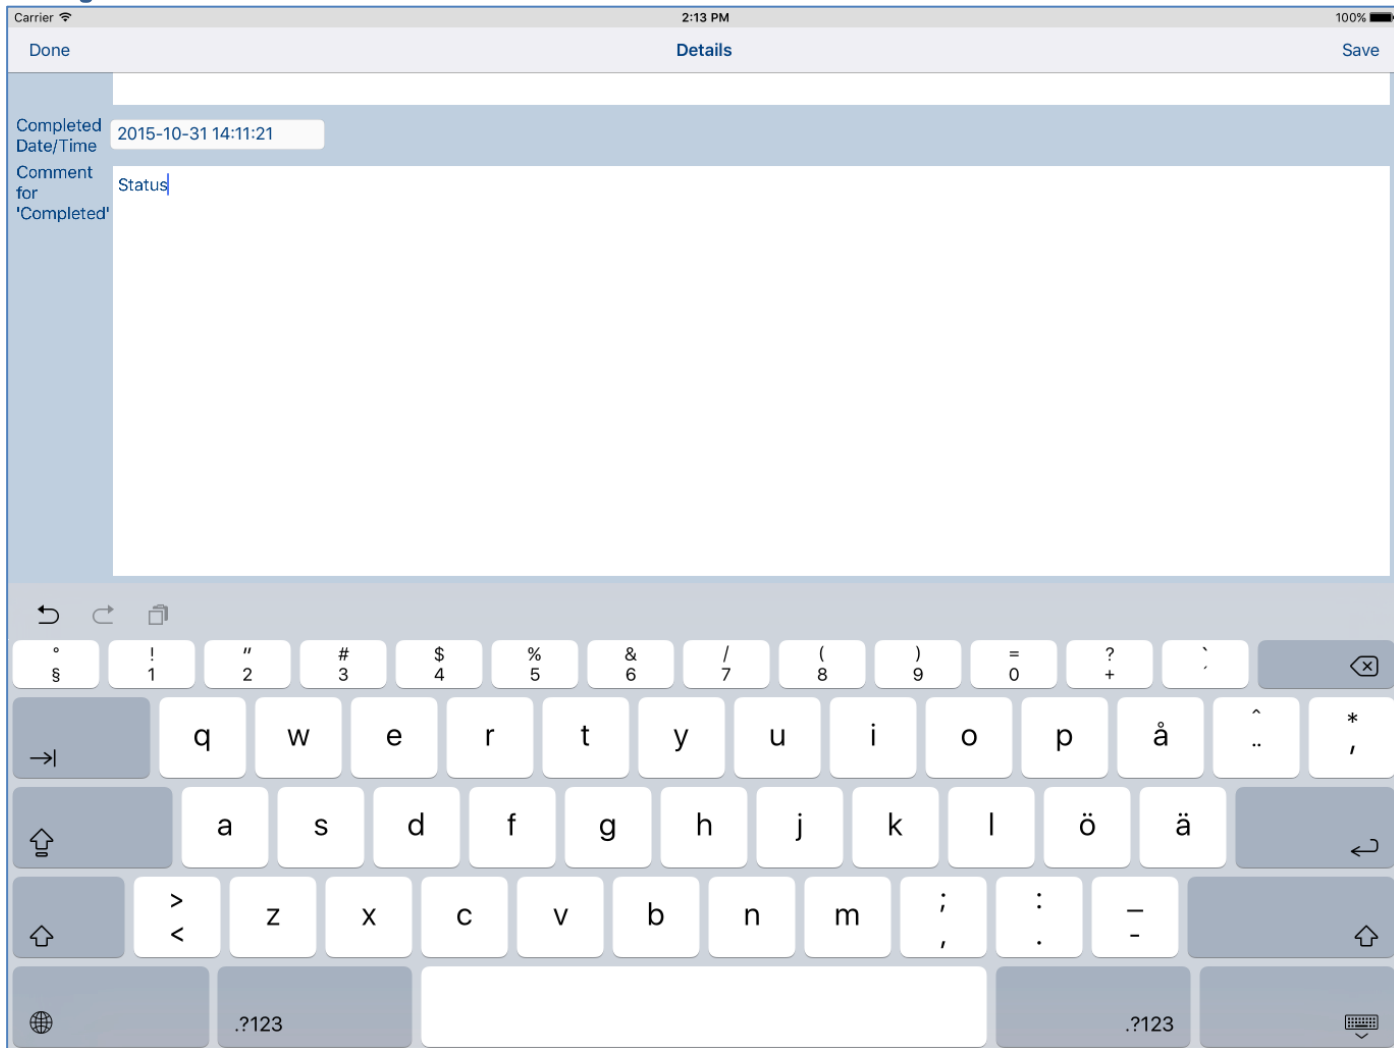 Carrier 2:13 PM 100%
Done Details Save
Completed
Date/Time
2015-10-31 14:11:21
Comment
for
'Completed'
Status
° ! " # $ % & / ( ) = ? `
§ 1 2 3 4 5 6 7 8 9 0 + ´
q w e r t y u i o p å ^ *
¨ '
a s d f g h j k l ö ä
> z x c v b n m ; : _
< , . -
.?123 .?123